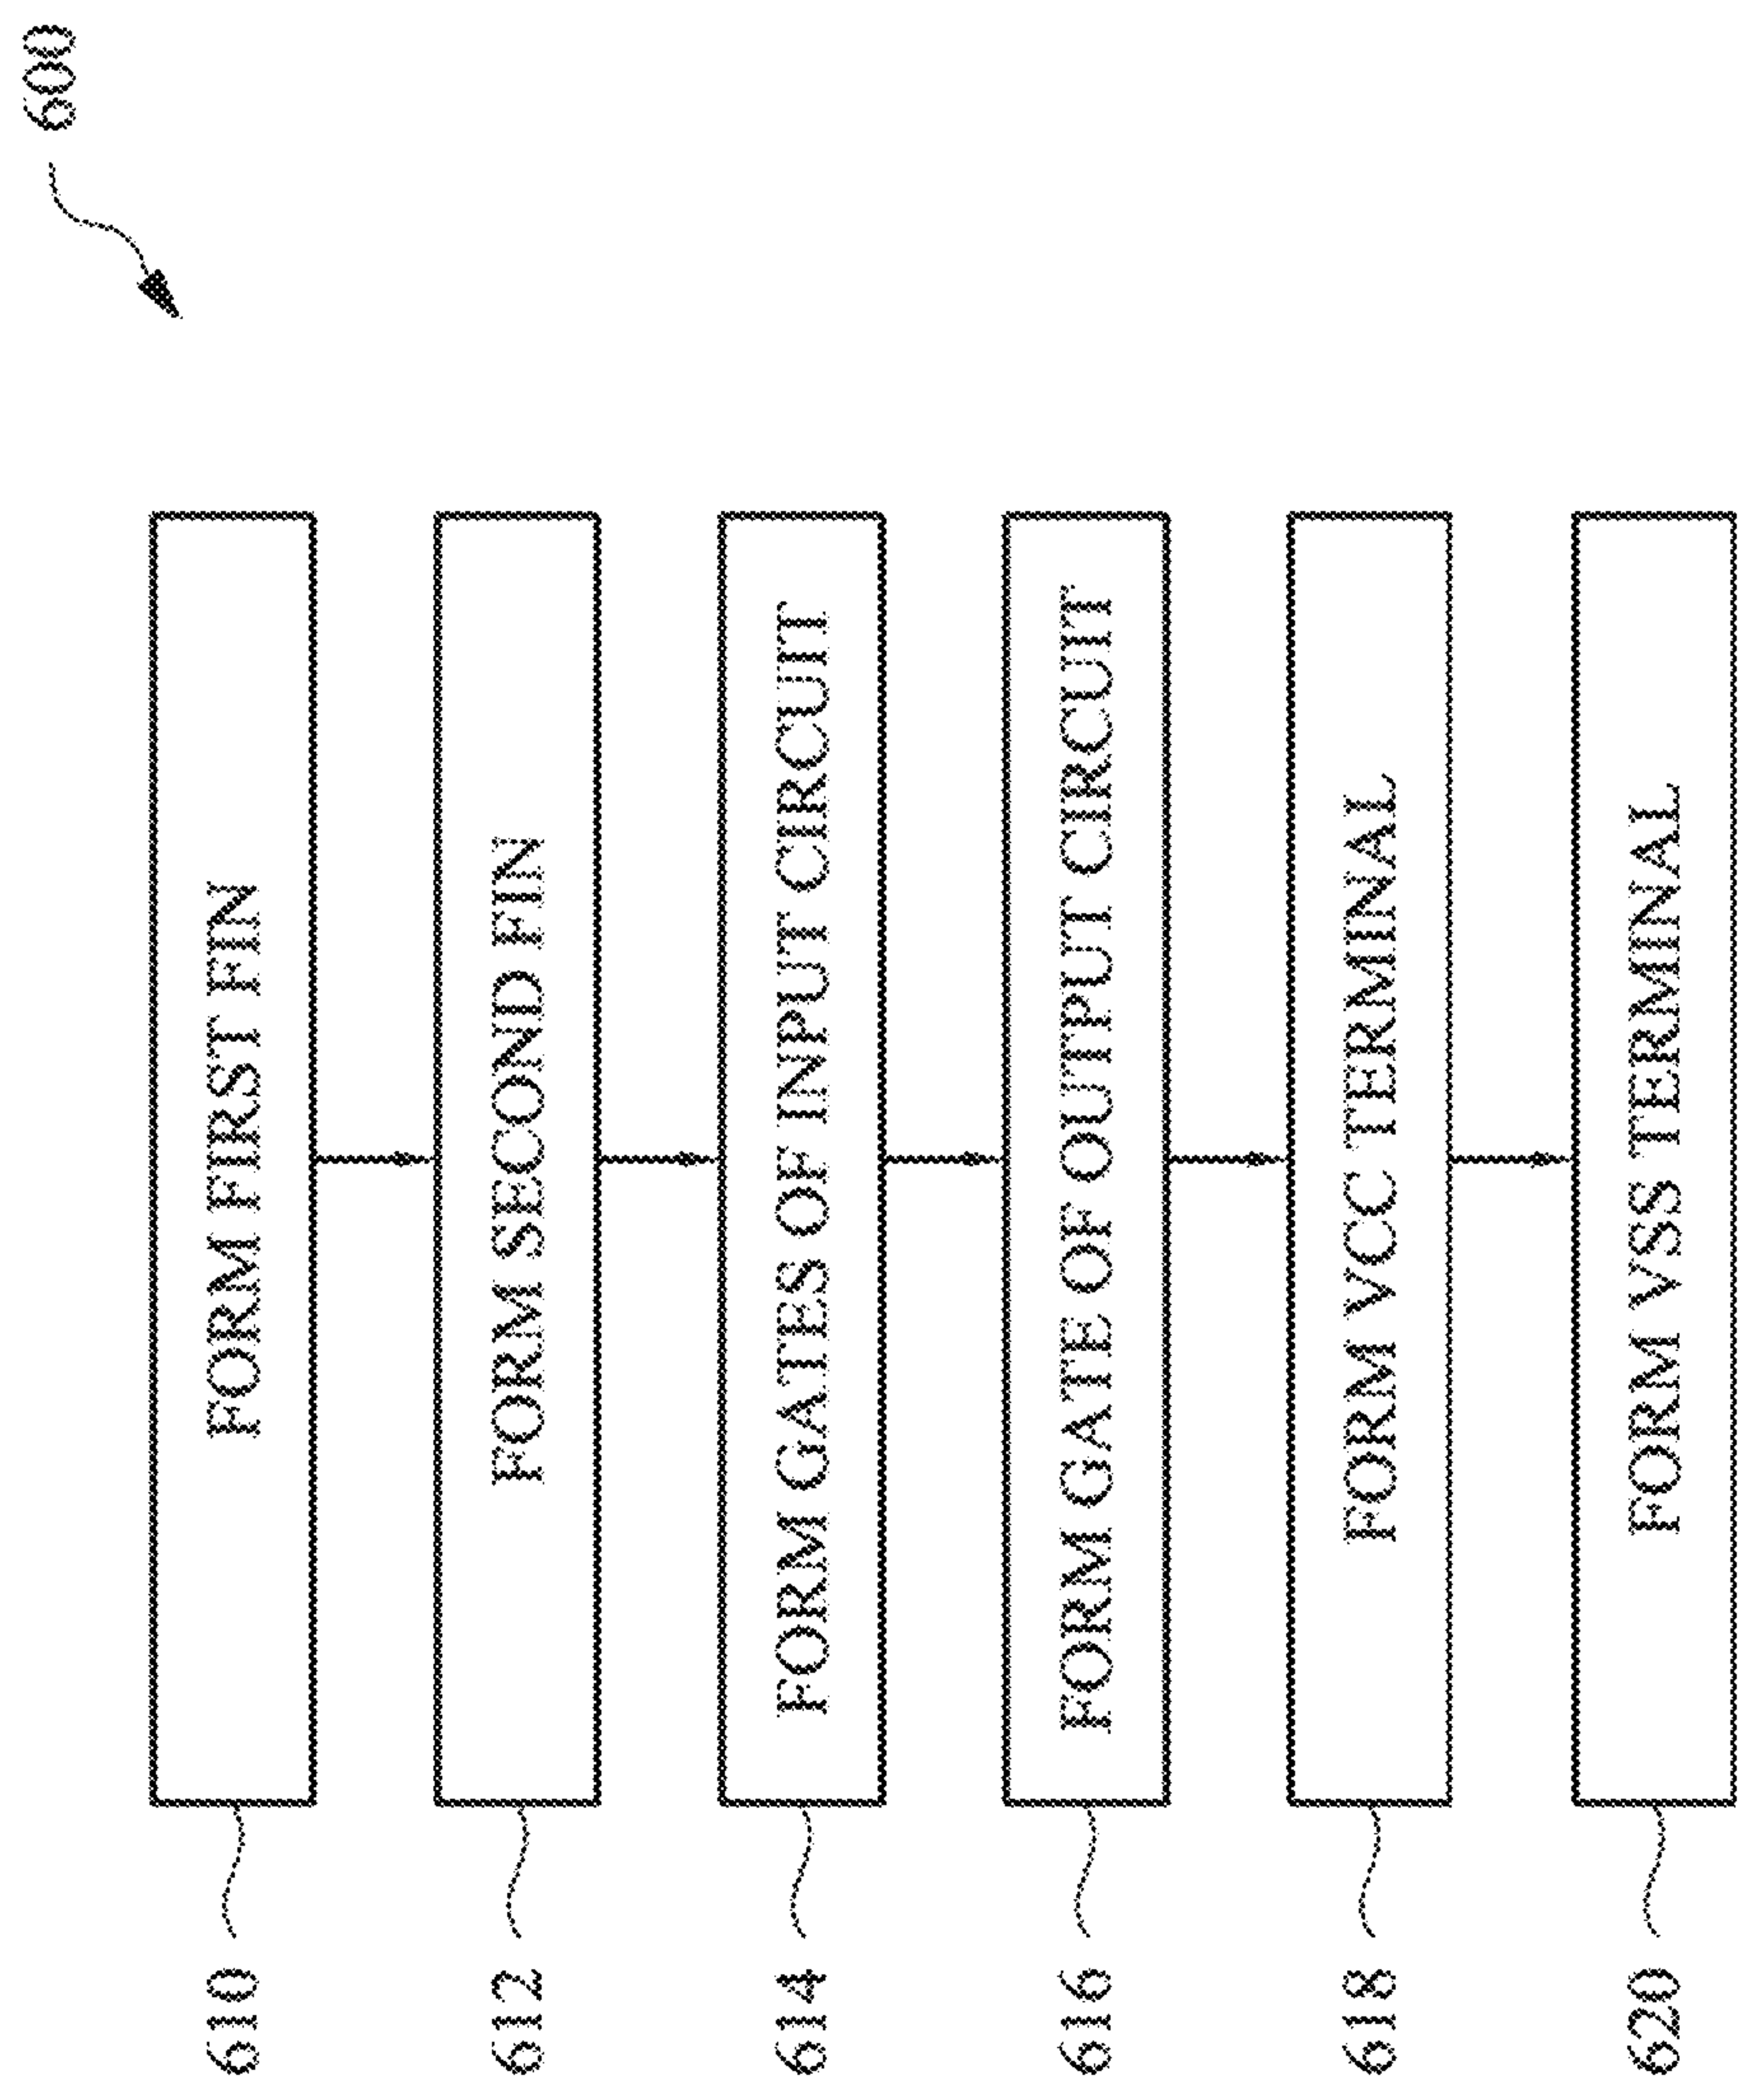 600
610 FORM FIRST FIN
612 FORM SECOND FIN
614 FORM GATES OF INPUT CIRCUIT
616 FORM GATE OF OUTPUT CIRCUIT
618 FORM VCC TERMINAL
620 FORM VSS TERMINAL